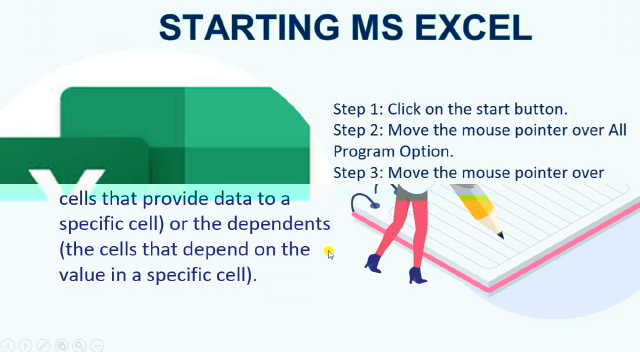 STARTING MS EXCEL
Step 1: Click on the start button.
Step 2: Move the mouse pointer over All
Program Option.
Step 3: Move the mouse pointer over
cells that provide data to a
specific cell) or the dependents
(the cells that depend on the
value in a specific cell).